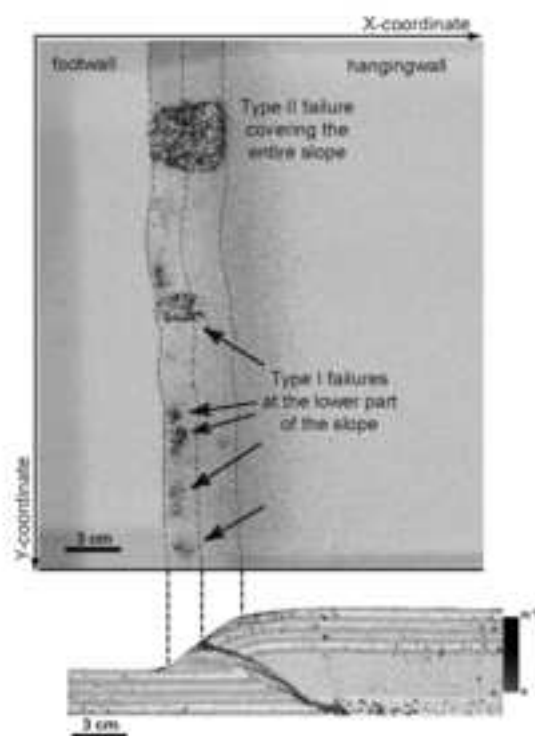 X-coordinate
footwall
hangingwall
Type II failure
covering the
entire slope
Type I failures
at the lower part
of the slope
Y-coordinate
3 cm
3 cm